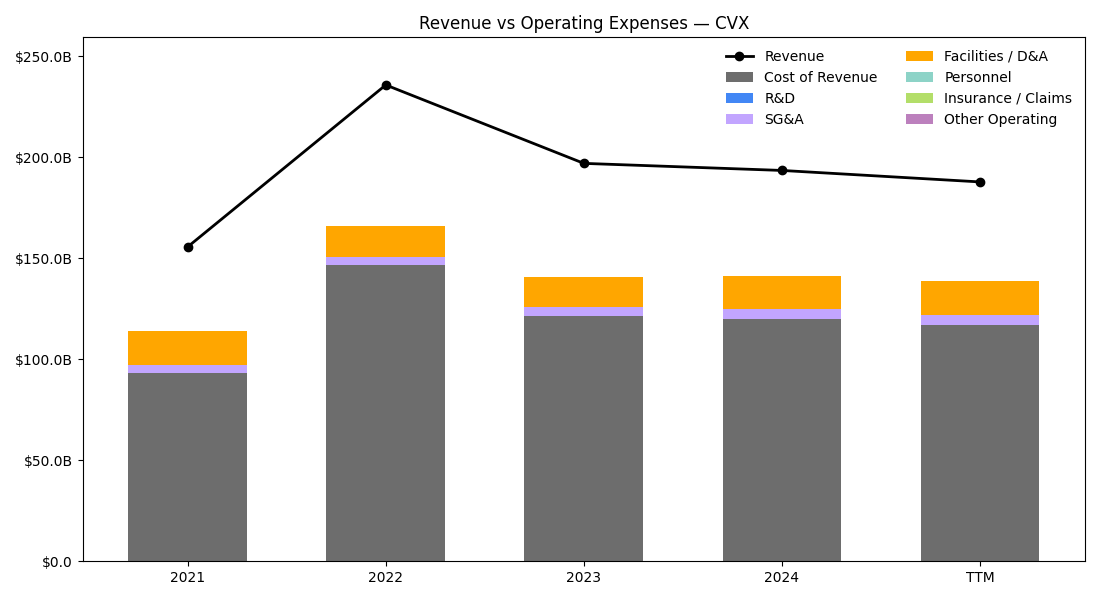 Revenue vs Operating Expenses — CVX
$250.0B
$200.0B
$150.0B
$100.0B
$50.0B
$0.0
Revenue
Cost of Revenue
R&D
SG&A
Facilities / D&A
Personnel
Insurance / Claims
Other Operating
2021
2022
2023
2024
TTM